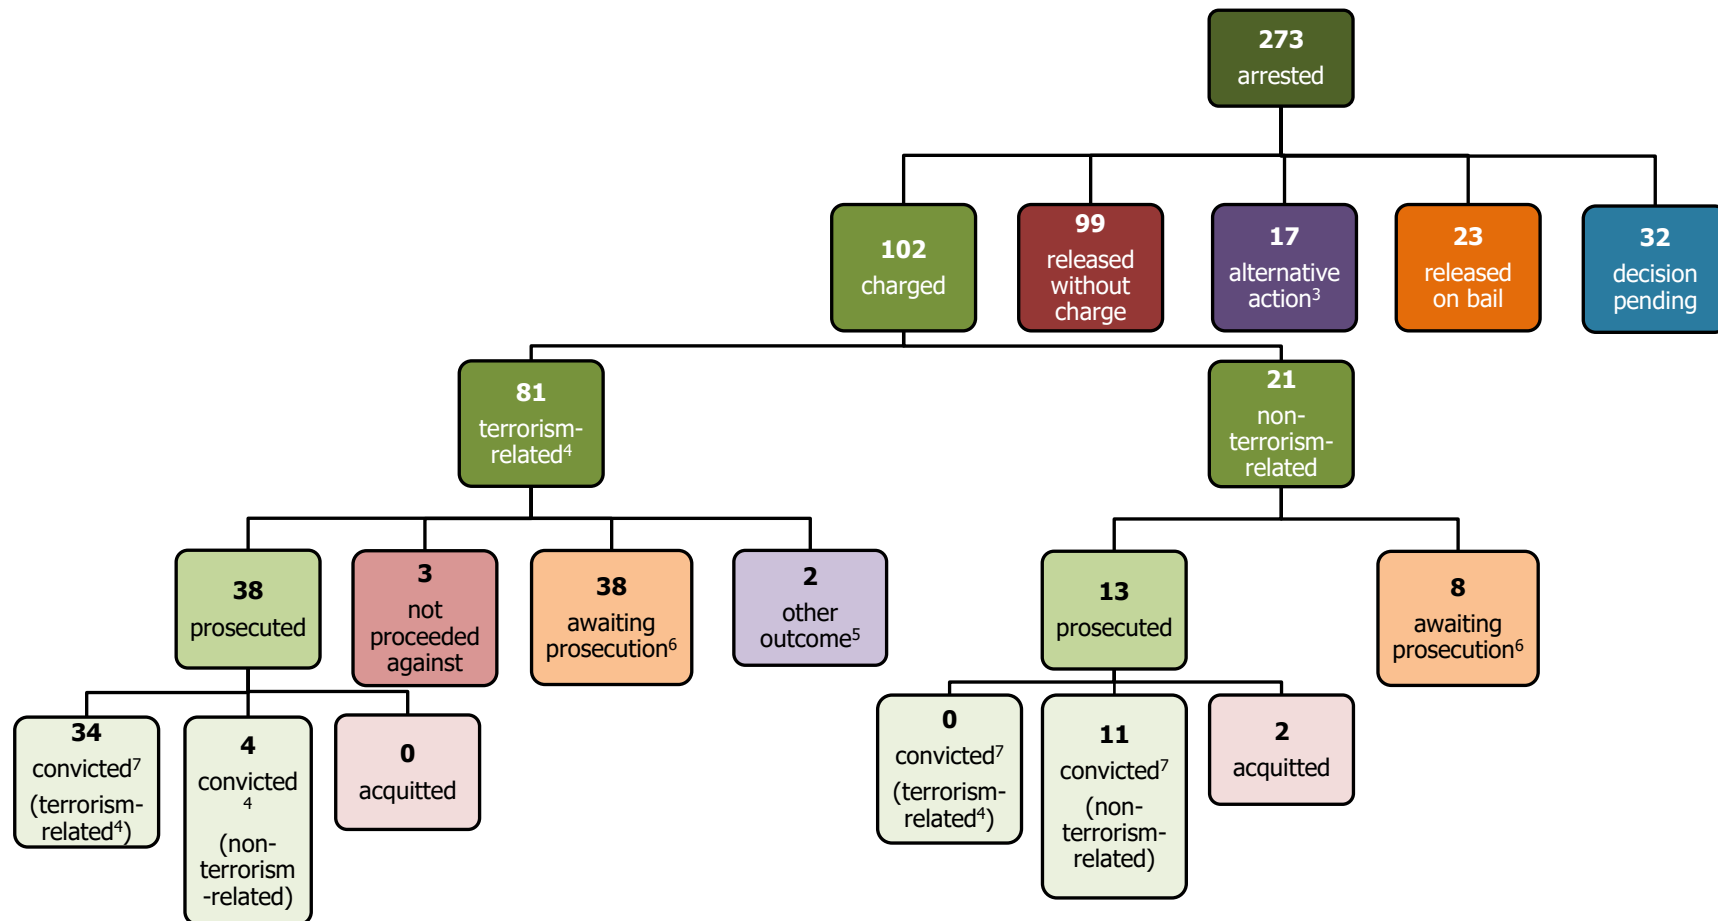 273
arrested
102
charged
99
released
without
charge
17
alternative
action³
23
released
on bail
32
decision
pending
81
terrorism-
related⁴
21
non-
terrorism-
related
38
prosecuted
3
not
proceeded
against
38
awaiting
prosecution⁶
2
other
outcome⁵
13
prosecuted
8
awaiting
prosecution⁶
34
convicted⁷
(terrorism-
related⁴)
4
convicted
4
(non-
terrorism
-related)
0
acquitted
0
convicted⁷
(terrorism-
related⁴)
11
convicted⁷
(non-
terrorism-
related)
2
acquitted